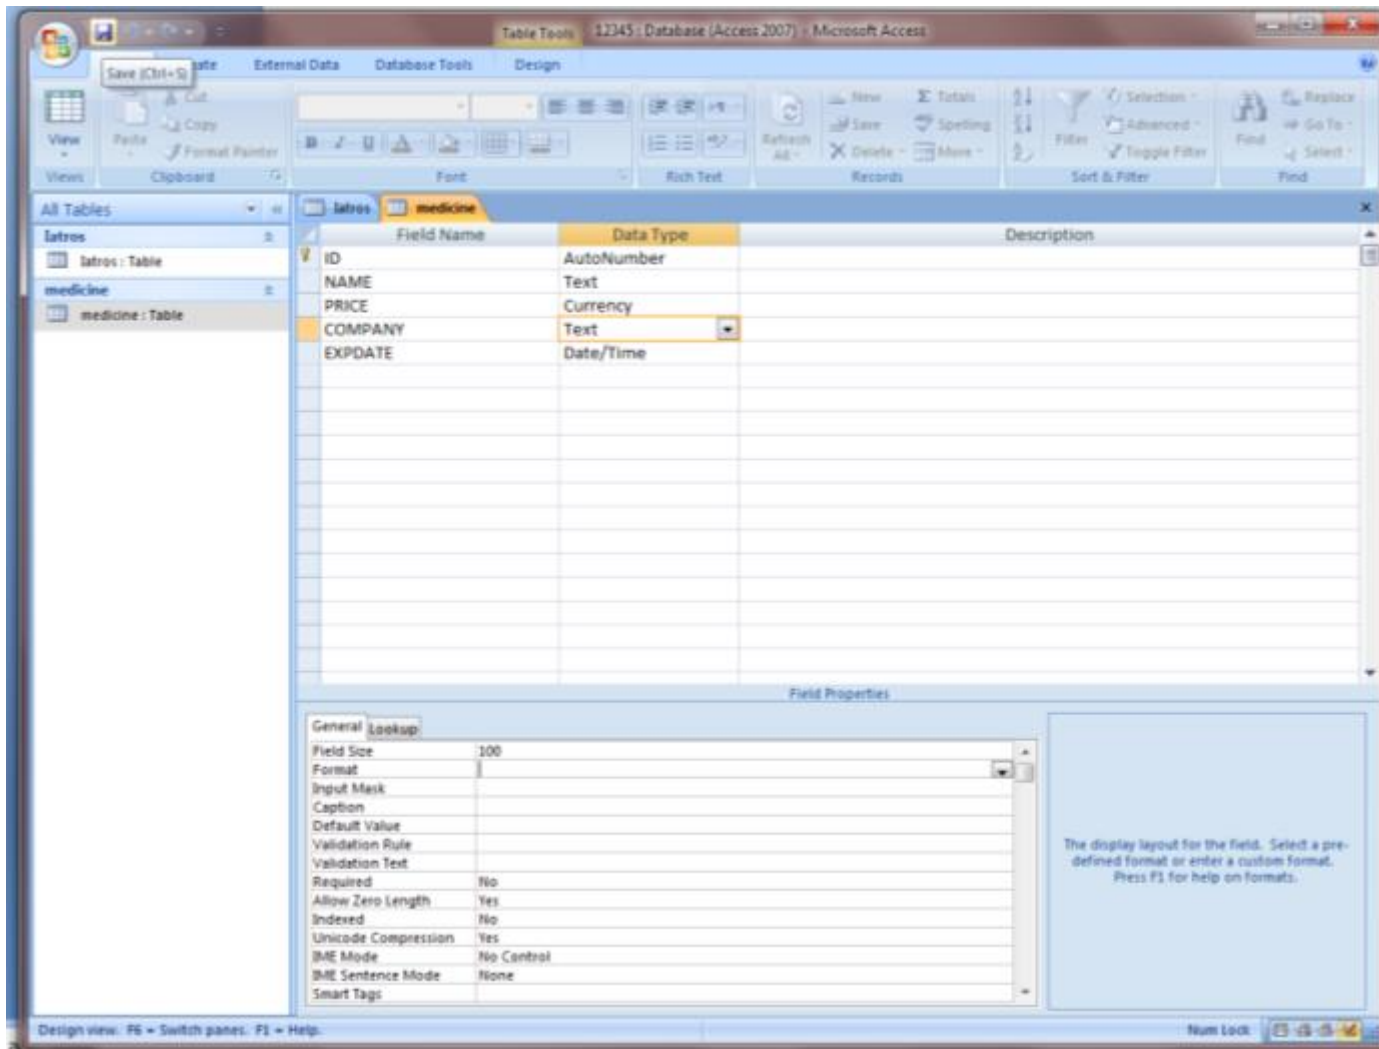 Table Tools 12345 : Database (Access 2007) - Microsoft Access
Save (Ctrl+S) External Data Database Tools Design
View Paste Cut Copy Format Painter
Refresh All New Save Delete Totals Spelling More
Filter Selection Advanced Toggle Filter
Find Replace Go To Select
Views Clipboard Font Rich Text Records Sort & Filter Find
All Tables Iatros medicine
Iatros
Iatros : Table
medicine
medicine : Table
Field Name Data Type Description
ID AutoNumber
NAME Text
PRICE Currency
COMPANY Text
EXPDATE Date/Time
Field Properties
General Lookup
Field Size 100
Format
Input Mask
Caption
Default Value
Validation Rule
Validation Text
Required No
Allow Zero Length Yes
Indexed No
Unicode Compression Yes
IME Mode No Control
IME Sentence Mode None
Smart Tags
The display layout for the field. Select a pre-
defined format or enter a custom format.
Press F1 for help on formats.
Design view. F6 = Switch panes. F1 = Help. Num Lock